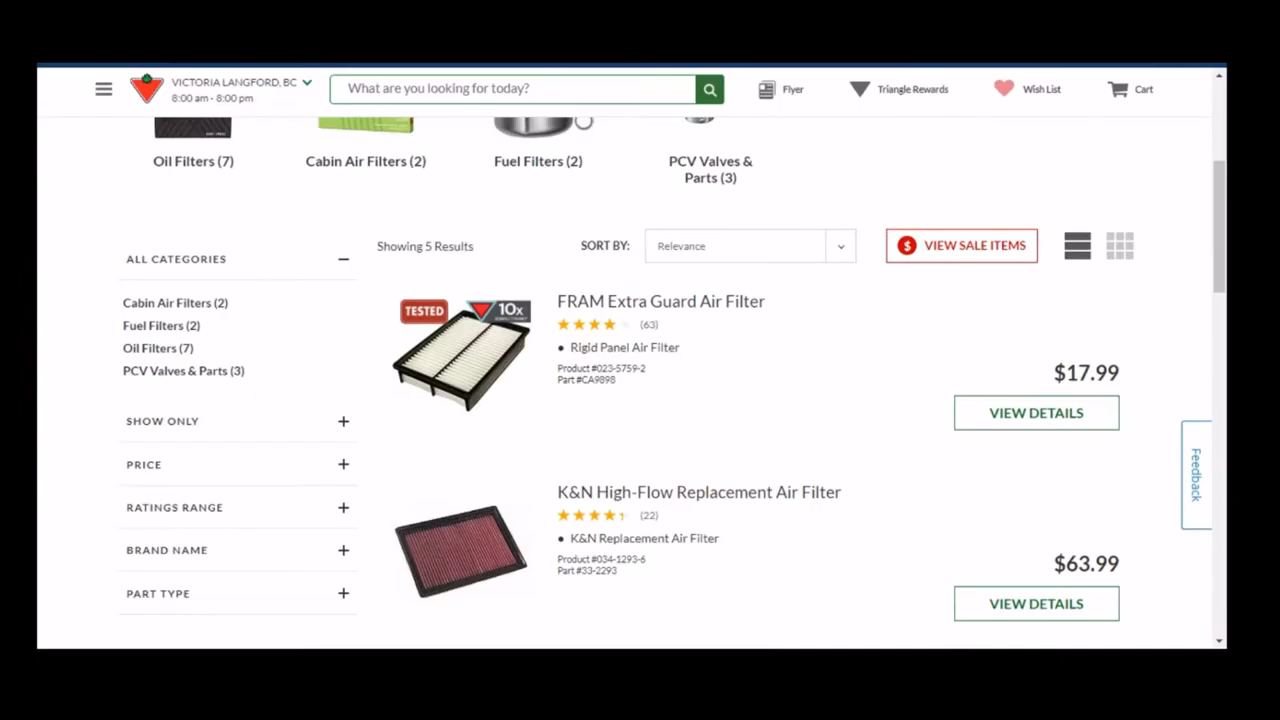 VICTORIA LANGFORD, BC
8:00 am - 8:00 pm
What are you looking for today?
Flyer
Triangle Rewards
Wish List
Cart
Oil Filters (7)
Cabin Air Filters (2)
Fuel Filters (2)
PCV Valves &
Parts (3)
Showing 5 Results
SORT BY:
Relevance
VIEW SALE ITEMS
ALL CATEGORIES
Cabin Air Filters (2)
Fuel Filters (2)
Oil Filters (7)
PCV Valves & Parts (3)
SHOW ONLY
PRICE
RATINGS RANGE
BRAND NAME
PART TYPE
TESTED
10x
FRAM Extra Guard Air Filter
(63)
Rigid Panel Air Filter
Product #023-5759-2
Part #CA9898
$17.99
VIEW DETAILS
K&N High-Flow Replacement Air Filter
(22)
K&N Replacement Air Filter
Product #034-1293-6
Part #33-2293
$63.99
VIEW DETAILS
Feedback